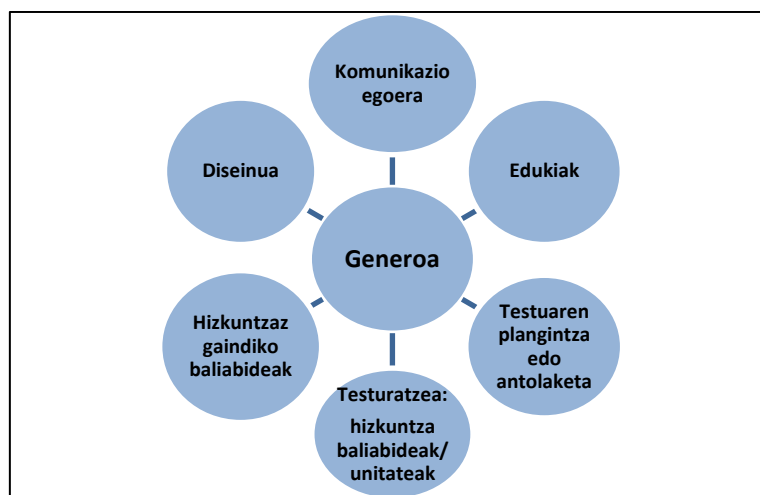 Komunikazio
egoera
Diseinua
Edukiak
Generoa
Hizkuntzaz
gaindiko
baliabideak
Testuaren
plangintza
edo
antolaketa
Testuratzea:
hizkuntza
baliabideak/
unitateak